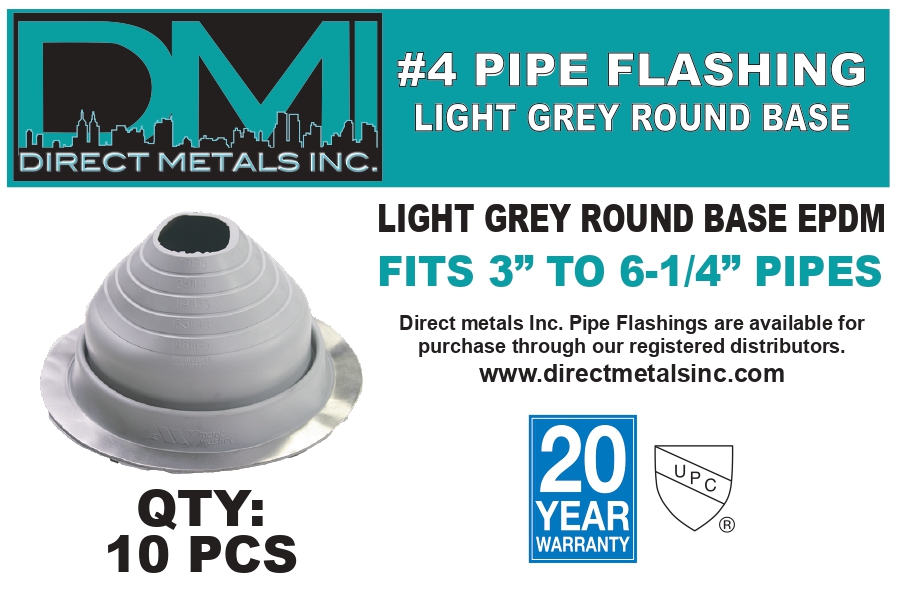 DMI
DIRECT METALS INC.
#4 PIPE FLASHING
LIGHT GREY ROUND BASE
LIGHT GREY ROUND BASE EPDM
FITS 3” TO 6-1/4” PIPES
Direct metals Inc. Pipe Flashings are available for
purchase through our registered distributors.
www.directmetalsinc.com
QTY:
10 PCS
20
YEAR
WARRANTY
UPC
®